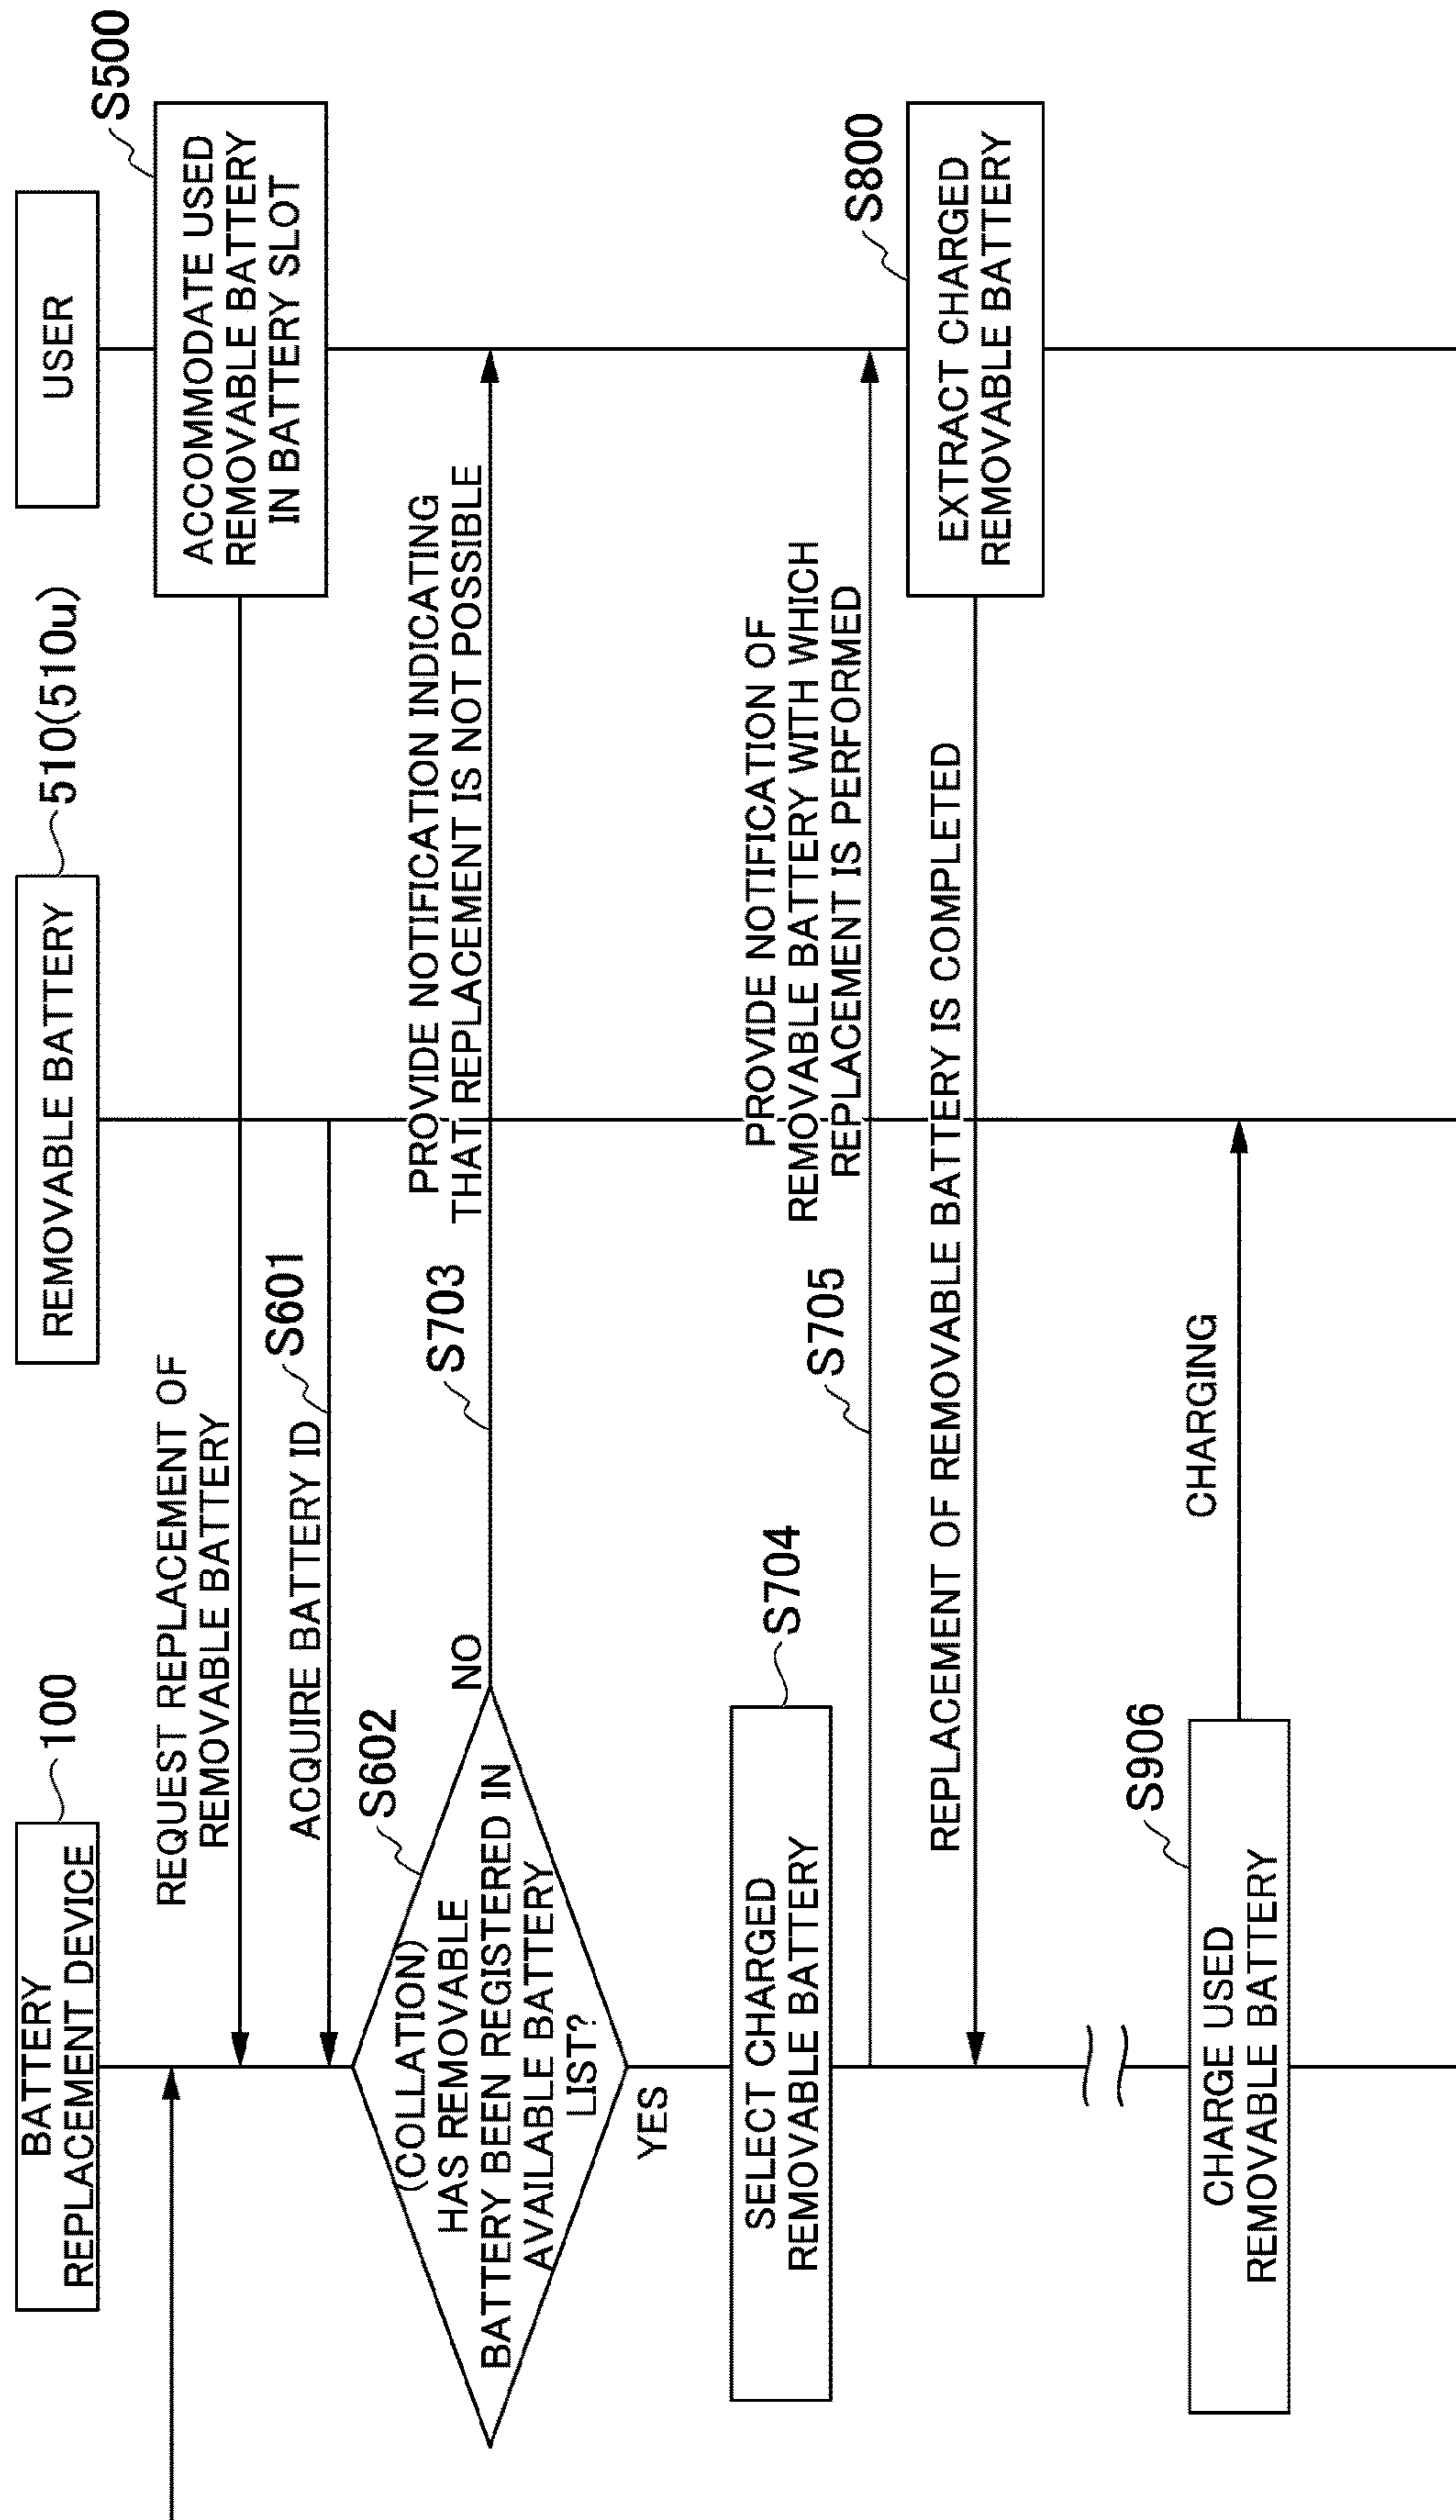 BATTERY
REPLACEMENT DEVICE
100
REMOVABLE BATTERY
510(510u)
USER
S500
ACCOMMODATE USED
REMOVABLE BATTERY
IN BATTERY SLOT
REQUEST REPLACEMENT OF
REMOVABLE BATTERY
ACQUIRE BATTERY ID
S601
S602
(COLLATION)
HAS REMOVABLE
BATTERY BEEN REGISTERED IN
AVAILABLE BATTERY
LIST?
NO
S703
PROVIDE NOTIFICATION INDICATING
THAT REPLACEMENT IS NOT POSSIBLE
YES
SELECT CHARGED
REMOVABLE BATTERY
S704
S705
PROVIDE NOTIFICATION OF
REMOVABLE BATTERY WITH WHICH
REPLACEMENT IS PERFORMED
S800
EXTRACT CHARGED
REMOVABLE BATTERY
REPLACEMENT OF REMOVABLE BATTERY IS COMPLETED
S906
CHARGE USED
REMOVABLE BATTERY
CHARGING